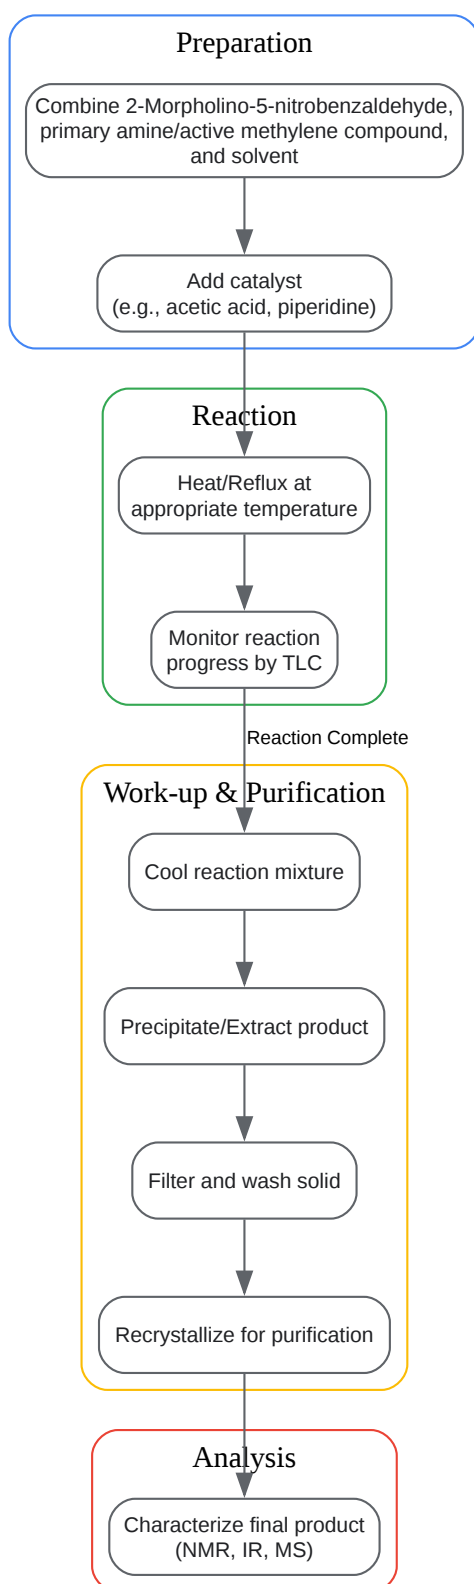 Preparation
Combine 2-Morpholino-5-nitrobenzaldehyde,
primary amine/active methylene compound,
and solvent
Add catalyst
(e.g., acetic acid, piperidine)
Reaction
Heat/Reflux at
appropriate temperature
Monitor reaction
progress by TLC
Reaction Complete
Work-up & Purification
Cool reaction mixture
Precipitate/Extract product
Filter and wash solid
Recrystallize for purification
Analysis
Characterize final product
(NMR, IR, MS)